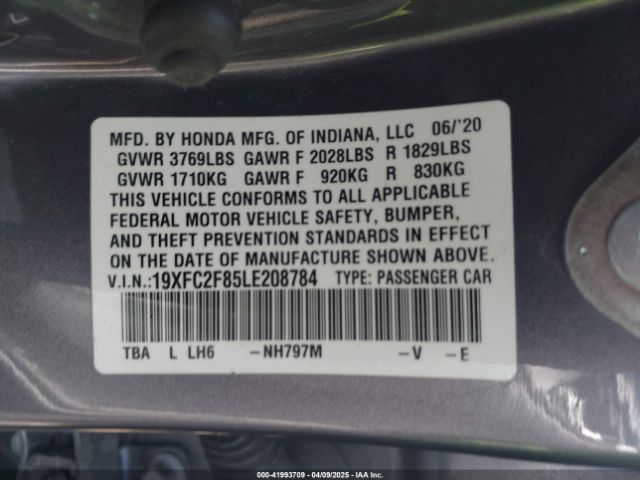 MFD. BY HONDA MFG. OF INDIANA, LLC 06/'20
GVWR 3769LBS GAWR F 2028LBS R 1829LBS
GVWR 1710KG GAWR F 920KG R 830KG
THIS VEHICLE CONFORMS TO ALL APPLICABLE
FEDERAL MOTOR VEHICLE SAFETY, BUMPER,
AND THEFT PREVENTION STANDARDS IN EFFECT
ON THE DATE OF MANUFACTURE SHOWN ABOVE.
V.I.N.:19XFC2F85LE208784 TYPE: PASSENGER CAR
TBA L LH6 -NH797M -V -E
00-41993709 - 04/09/2025 - IAA Inc.